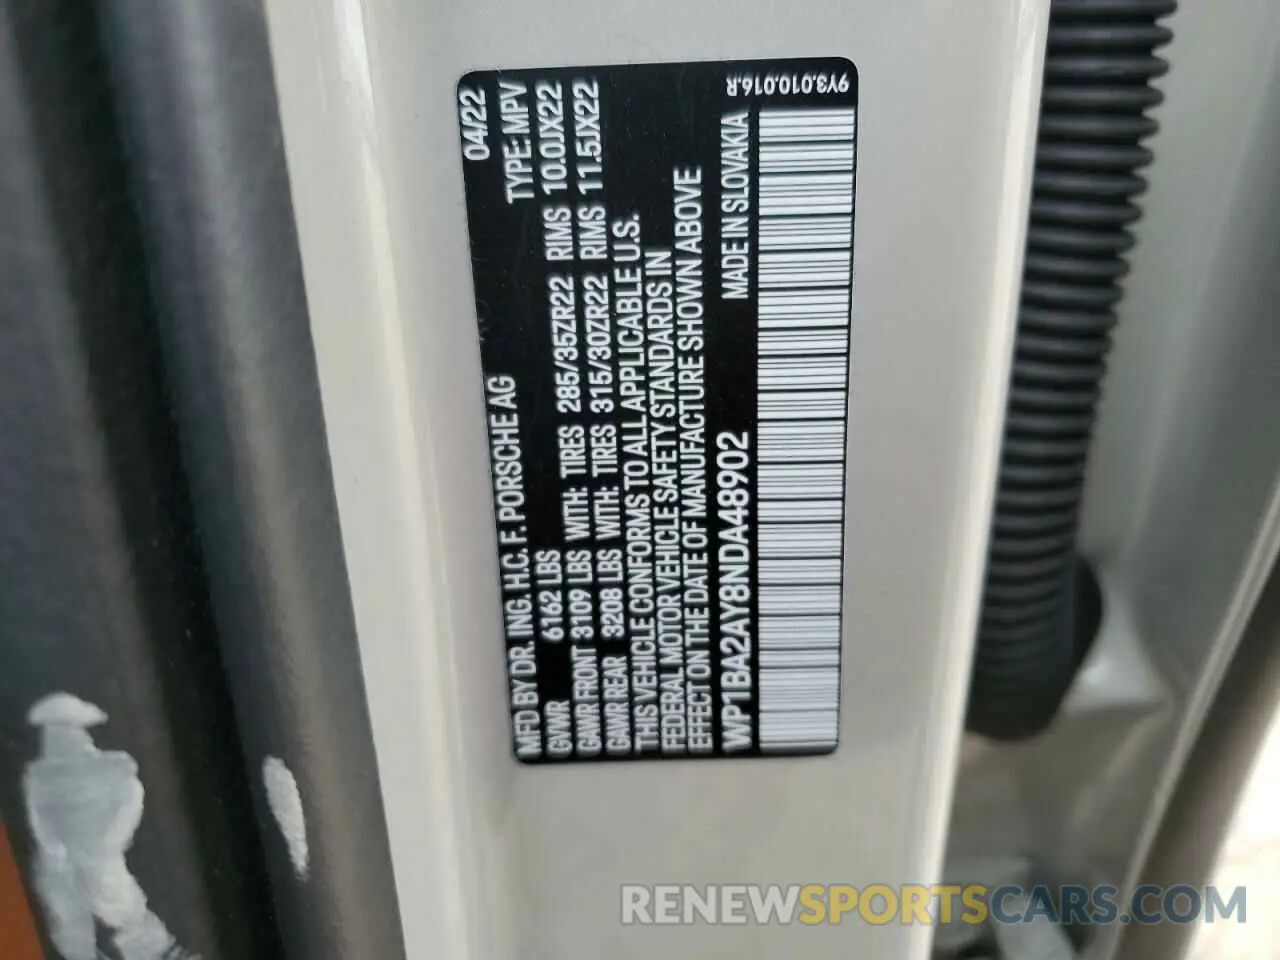 MFD BY DR. ING. H.C. F. PORSCHE AG 04/22
GVWR 6162 LBS TYPE: MPV
GAWR FRONT 3109 LBS WITH: TIRES 285/35ZR22 RIMS 10.0JX22
GAWR REAR 3208 LBS WITH: TIRES 315/30ZR22 RIMS 11.5JX22
THIS VEHICLE CONFORMS TO ALL APPLICABLE U.S.
FEDERAL MOTOR VEHICLE SAFETY STANDARDS IN
EFFECT ON THE DATE OF MANUFACTURE SHOWN ABOVE
WP1BA2AY8NDA48902 MADE IN SLOVAKIA
9Y3.010.016.R
RENEWSPORTSCARS.COM